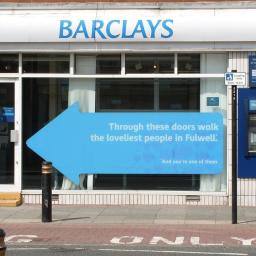 BARCLAYS
Through these doors walk
the loveliest people in Fulwell.
And you're one of them
ONLY